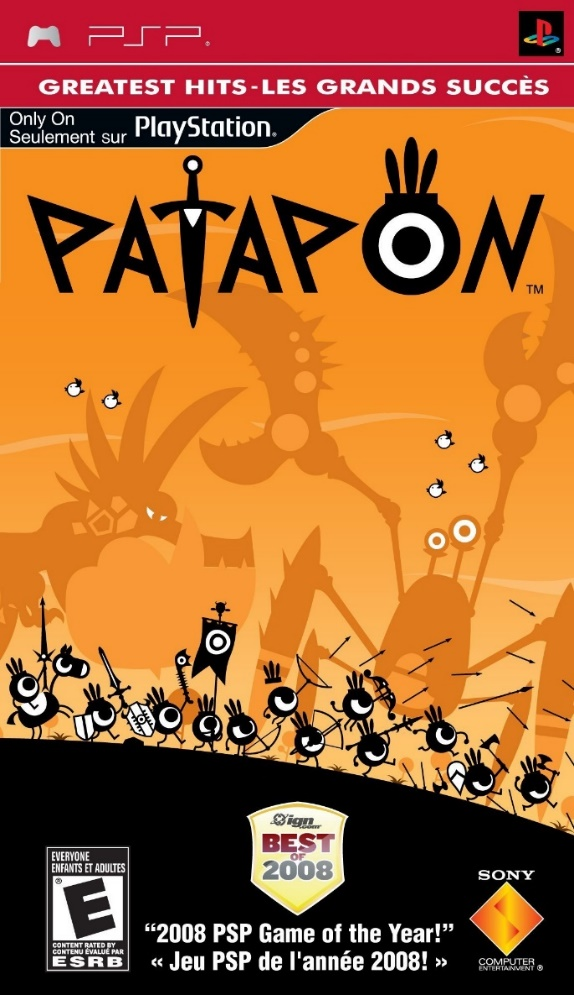 PSP®
GREATEST HITS-LES GRANDS SUCCÈS
Only On
Seulement sur PlayStation®
PATAPON™
ign
.com
BEST
OF
2008
EVERYONE
ENFANTS ET ADULTES
E
CONTENT RATED BY
CONTENU ÉVALUÉ PAR
ESRB
“2008 PSP Game of the Year!”
« Jeu PSP de l'année 2008! »
SONY
COMPUTER
ENTERTAINMENT®